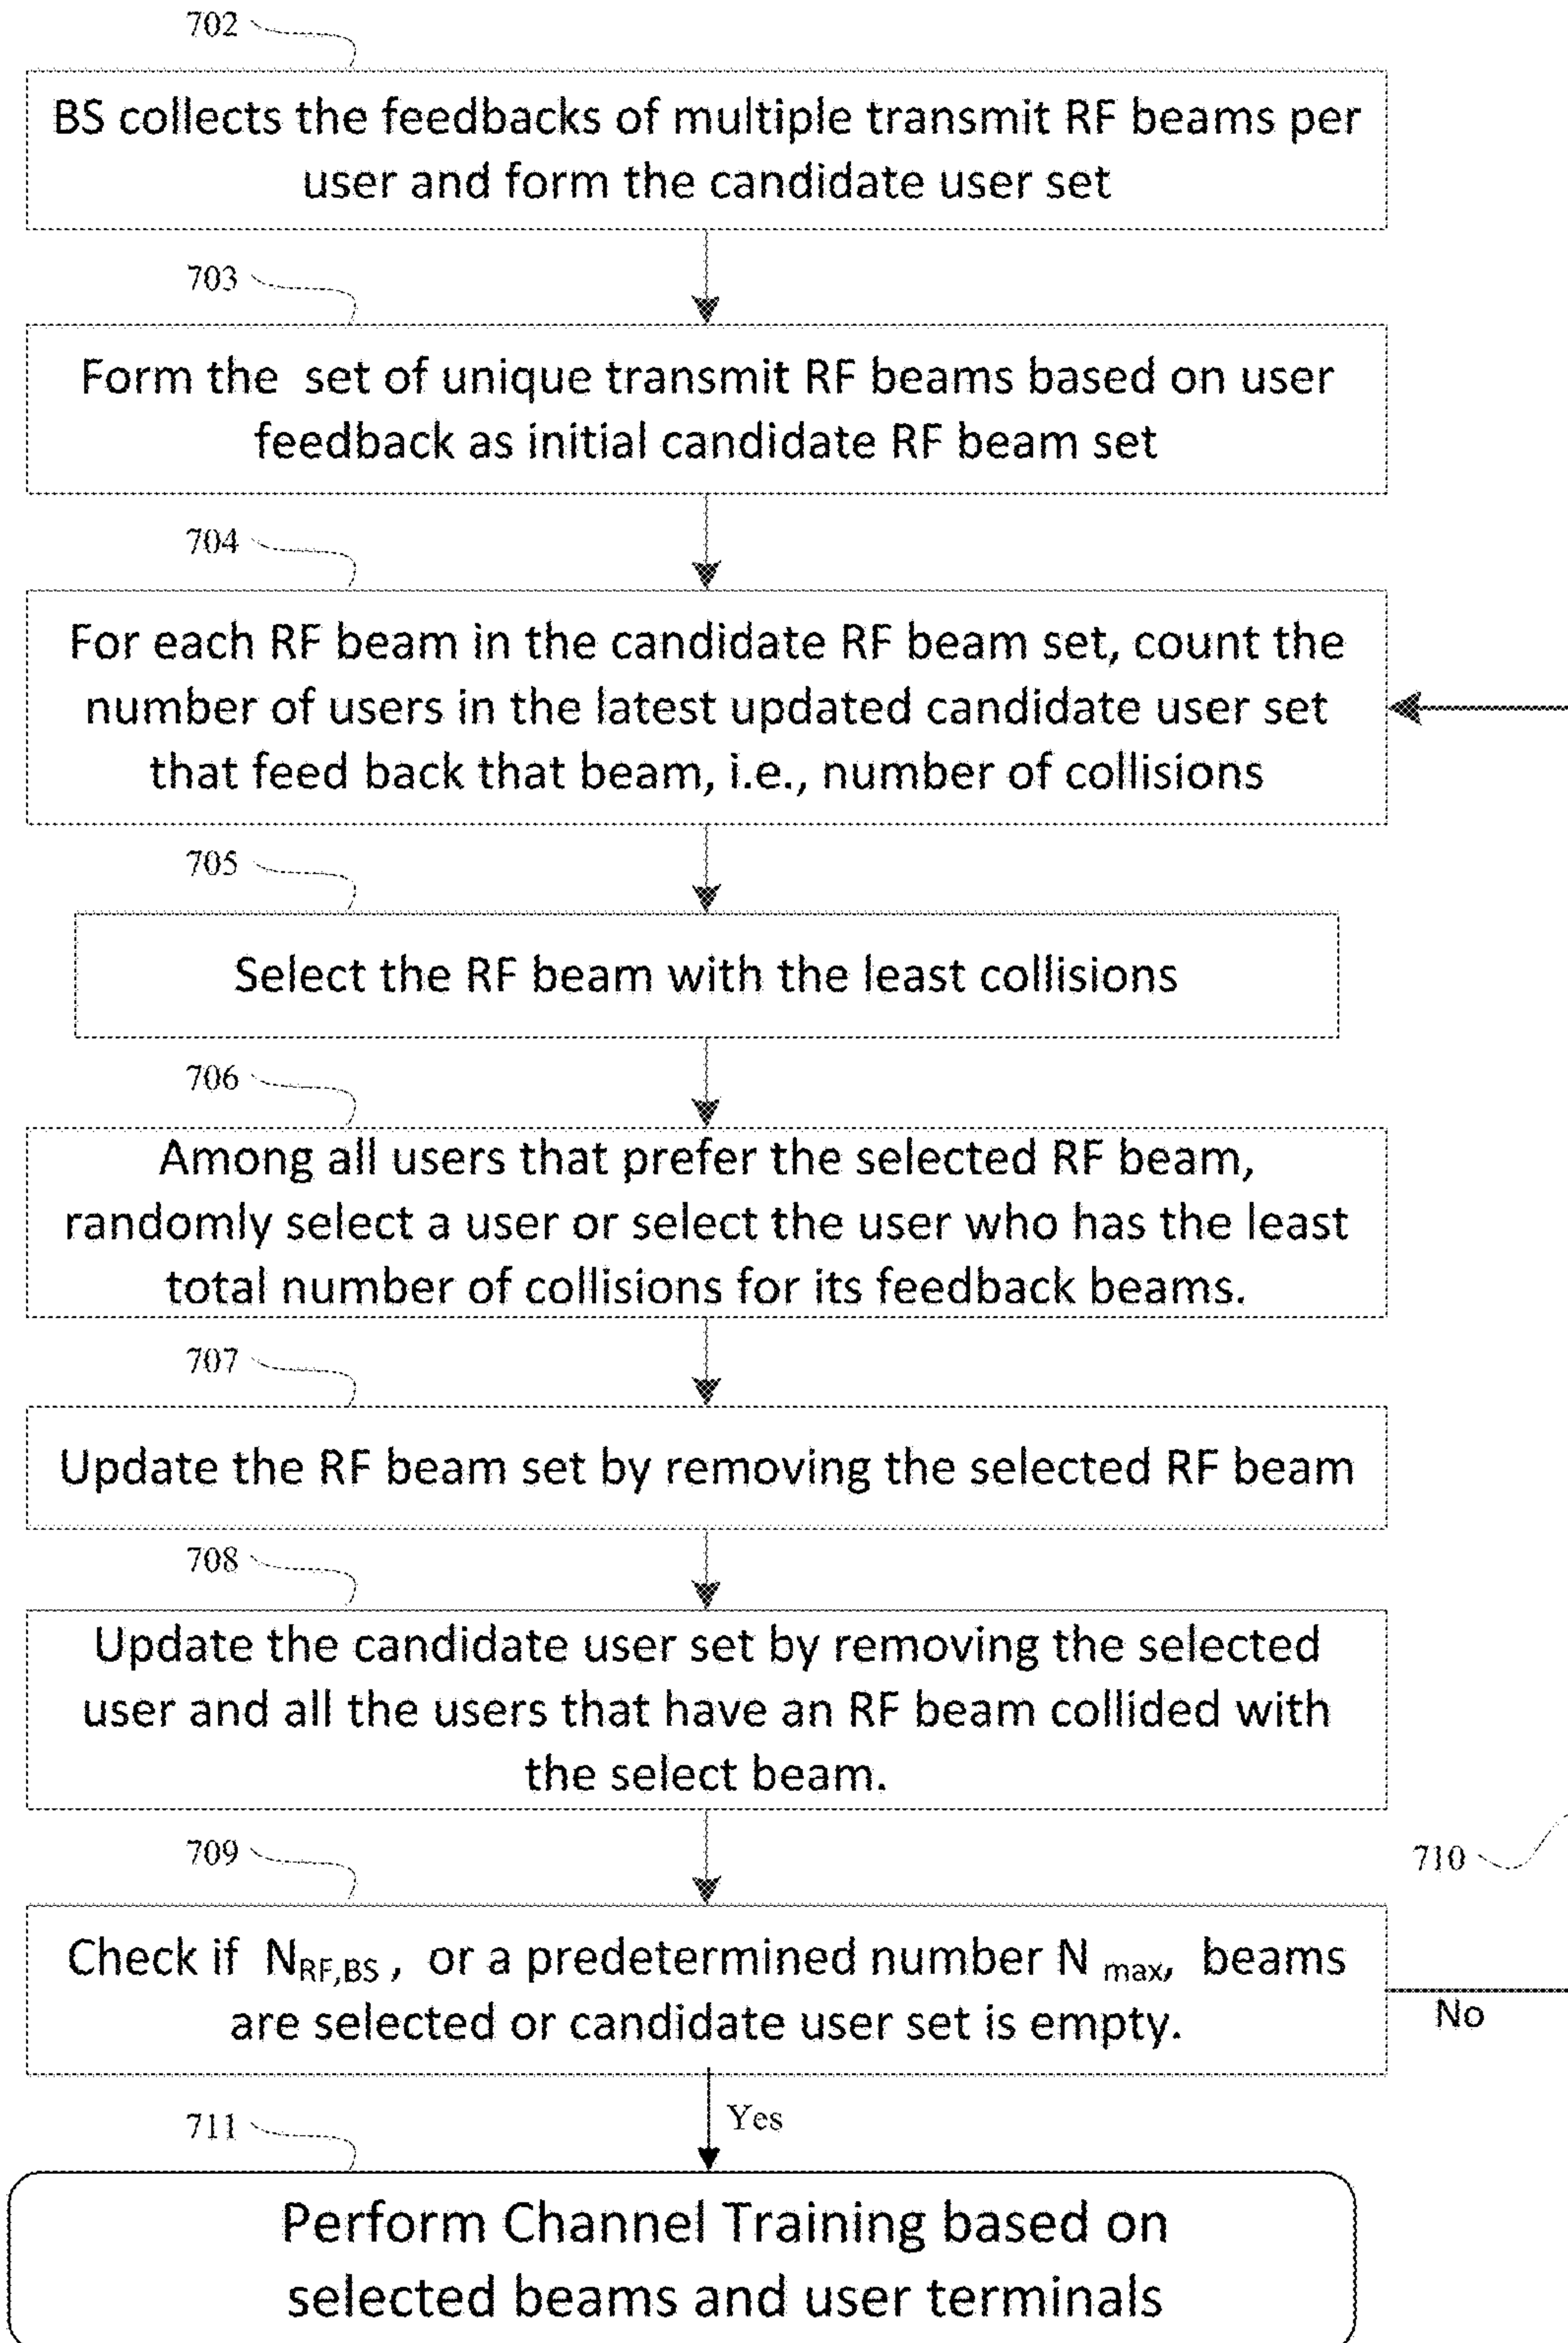 702
BS collects the feedbacks of multiple transmit RF beams per
user and form the candidate user set
703
Form the set of unique transmit RF beams based on user
feedback as initial candidate RF beam set
704
For each RF beam in the candidate RF beam set, count the
number of users in the latest updated candidate user set
that feed back that beam, i.e., number of collisions
705
Select the RF beam with the least collisions
706
Among all users that prefer the selected RF beam,
randomly select a user or select the user who has the least
total number of collisions for its feedback beams.
707
Update the RF beam set by removing the selected RF beam
708
Update the candidate user set by removing the selected
user and all the users that have an RF beam collided with
the select beam.
709
710
Check if N RF,BS , or a predetermined number N max, beams
are selected or candidate user set is empty.
No
Yes
711
Perform Channel Training based on
selected beams and user terminals